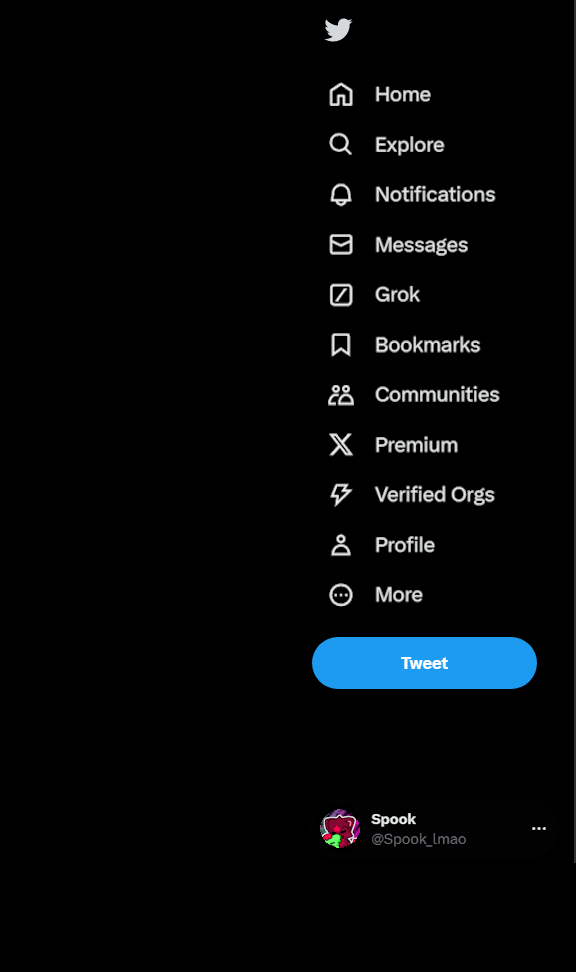 Home
Explore
Notifications
Messages
Grok
Bookmarks
Communities
Premium
Verified Orgs
Profile
More
Tweet
Spook
@Spook_lmao